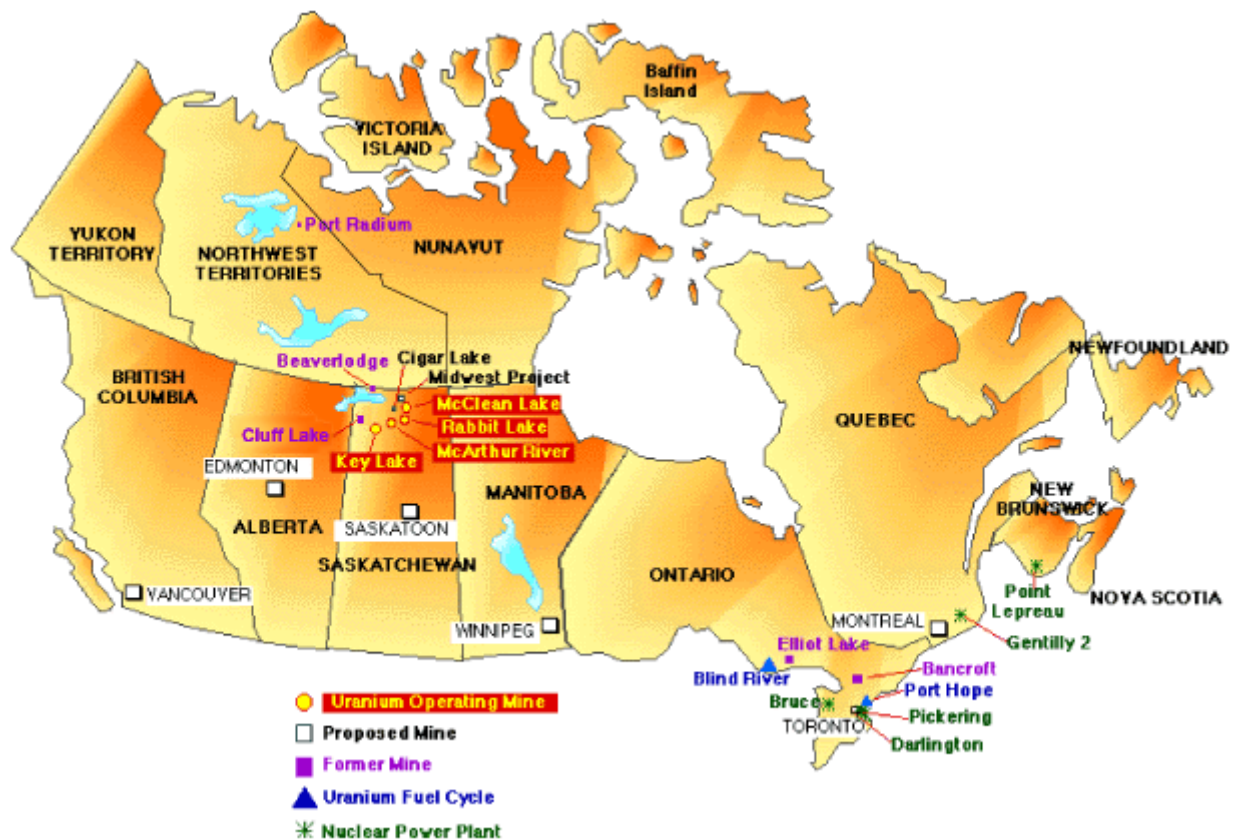 Baffin
Island
VICTORIA
ISLAND
Port Radium
YUKON
TERRITORY
NORTHWEST
TERRITORIES
NUNAVUT
Beaverlodge
Cigar Lake
Midwest Project
NEWFOUNDLAND
BRITISH
COLUMBIA
McClean Lake
QUEBEC
Cluff Lake
Rabbit Lake
McArthur River
Key Lake
EDMONTON
MANITOBA
NEW
BRUNSWICK
ALBERTA
SASKATOON
SASKATCHEWAN
ONTARIO
Point
Lepreau
VANCOUVER
NOVA SCOTIA
WINNIPEG
MONTREAL
Gentilly 2
Elliot Lake
Blind River
Bancroft
Port Hope
Bruce
Pickering
TORONTO
Darlington
Uranium Operating Mine
Proposed Mine
Former Mine
Uranium Fuel Cycle
Nuclear Power Plant